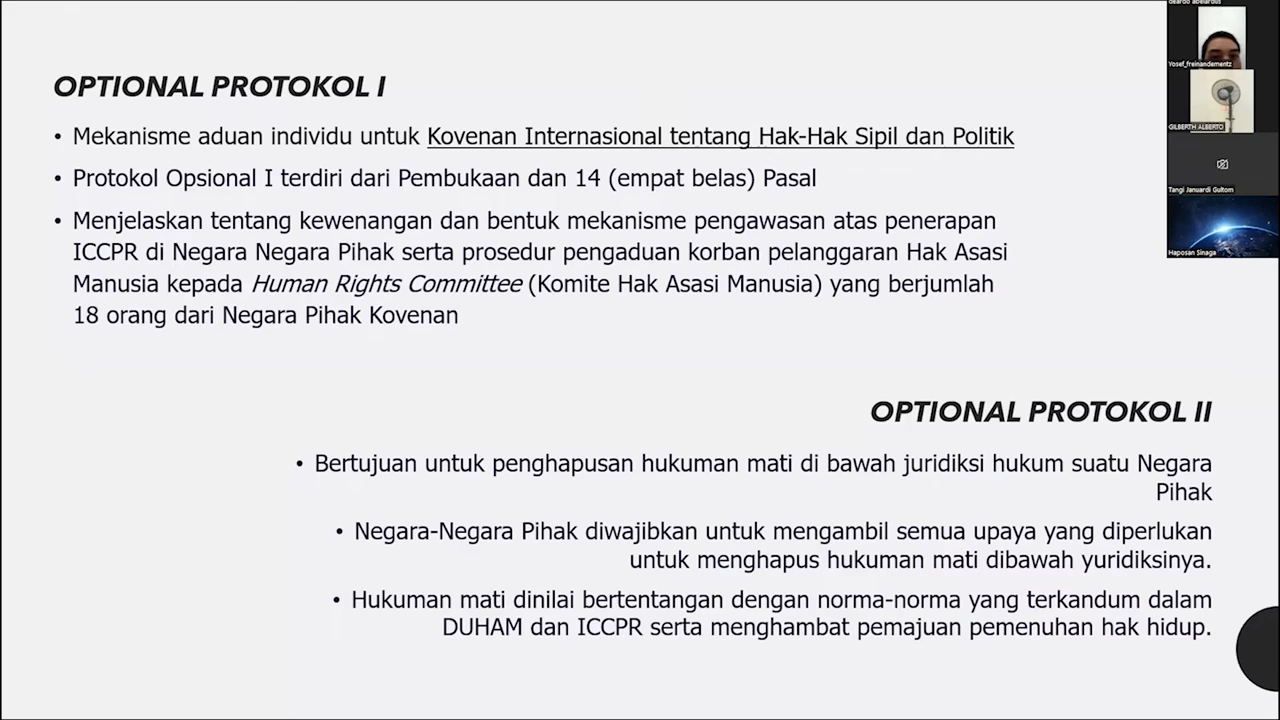 OPTIONAL PROTOKOL I
• Mekanisme aduan individu untuk Kovenan Internasional tentang Hak-Hak Sipil dan Politik
• Protokol Opsional I terdiri dari Pembukaan dan 14 (empat belas) Pasal
• Menjelaskan tentang kewenangan dan bentuk mekanisme pengawasan atas penerapan
ICCPR di Negara Negara Pihak serta prosedur pengaduan korban pelanggaran Hak Asasi
Manusia kepada Human Rights Committee (Komite Hak Asasi Manusia) yang berjumlah
18 orang dari Negara Pihak Kovenan
OPTIONAL PROTOKOL II
• Bertujuan untuk penghapusan hukuman mati di bawah juridiksi hukum suatu Negara
Pihak
• Negara-Negara Pihak diwajibkan untuk mengambil semua upaya yang diperlukan
untuk menghapus hukuman mati dibawah yuridiksinya.
• Hukuman mati dinilai bertentangan dengan norma-norma yang terkandum dalam
DUHAM dan ICCPR serta menghambat pemajuan pemenuhan hak hidup.
Yosef_freinandementz
GILBERTH ALBERTO
Tangi Januardi Gultom
Haposan Sinaga